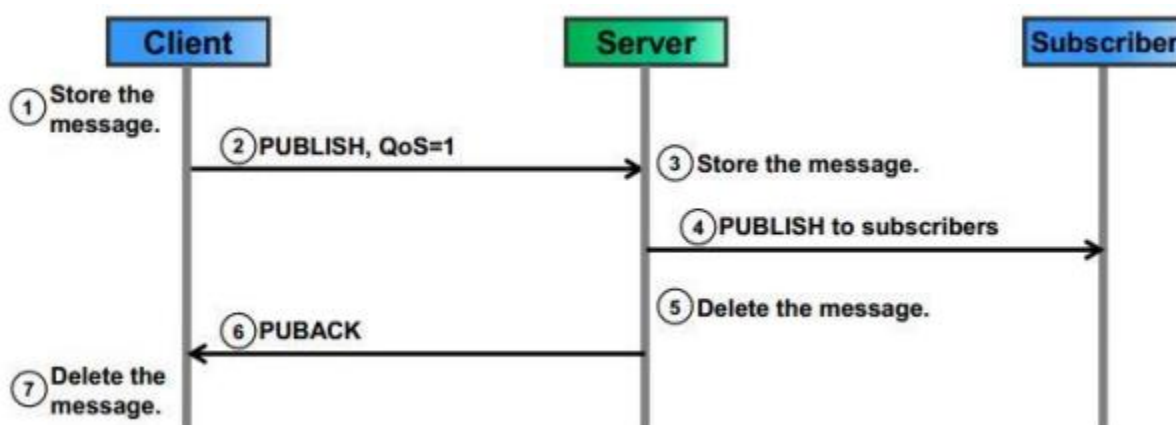 Client
Server
Subscriber
1 Store the
message.
2 PUBLISH, QoS=1
3 Store the message.
4 PUBLISH to subscribers
5 Delete the message.
6 PUBACK
7 Delete the
message.